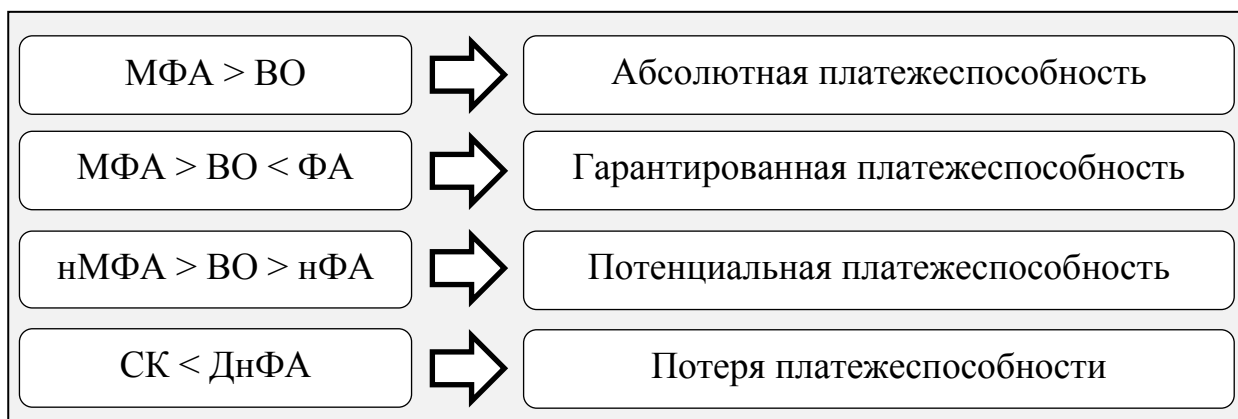 МФА > ВО
Абсолютная платежеспособность
МФА > ВО < ФА
Гарантированная платежеспособность
нМФА > ВО > нФА
Потенциальная платежеспособность
СК < ДнФА
Потеря платежеспособности